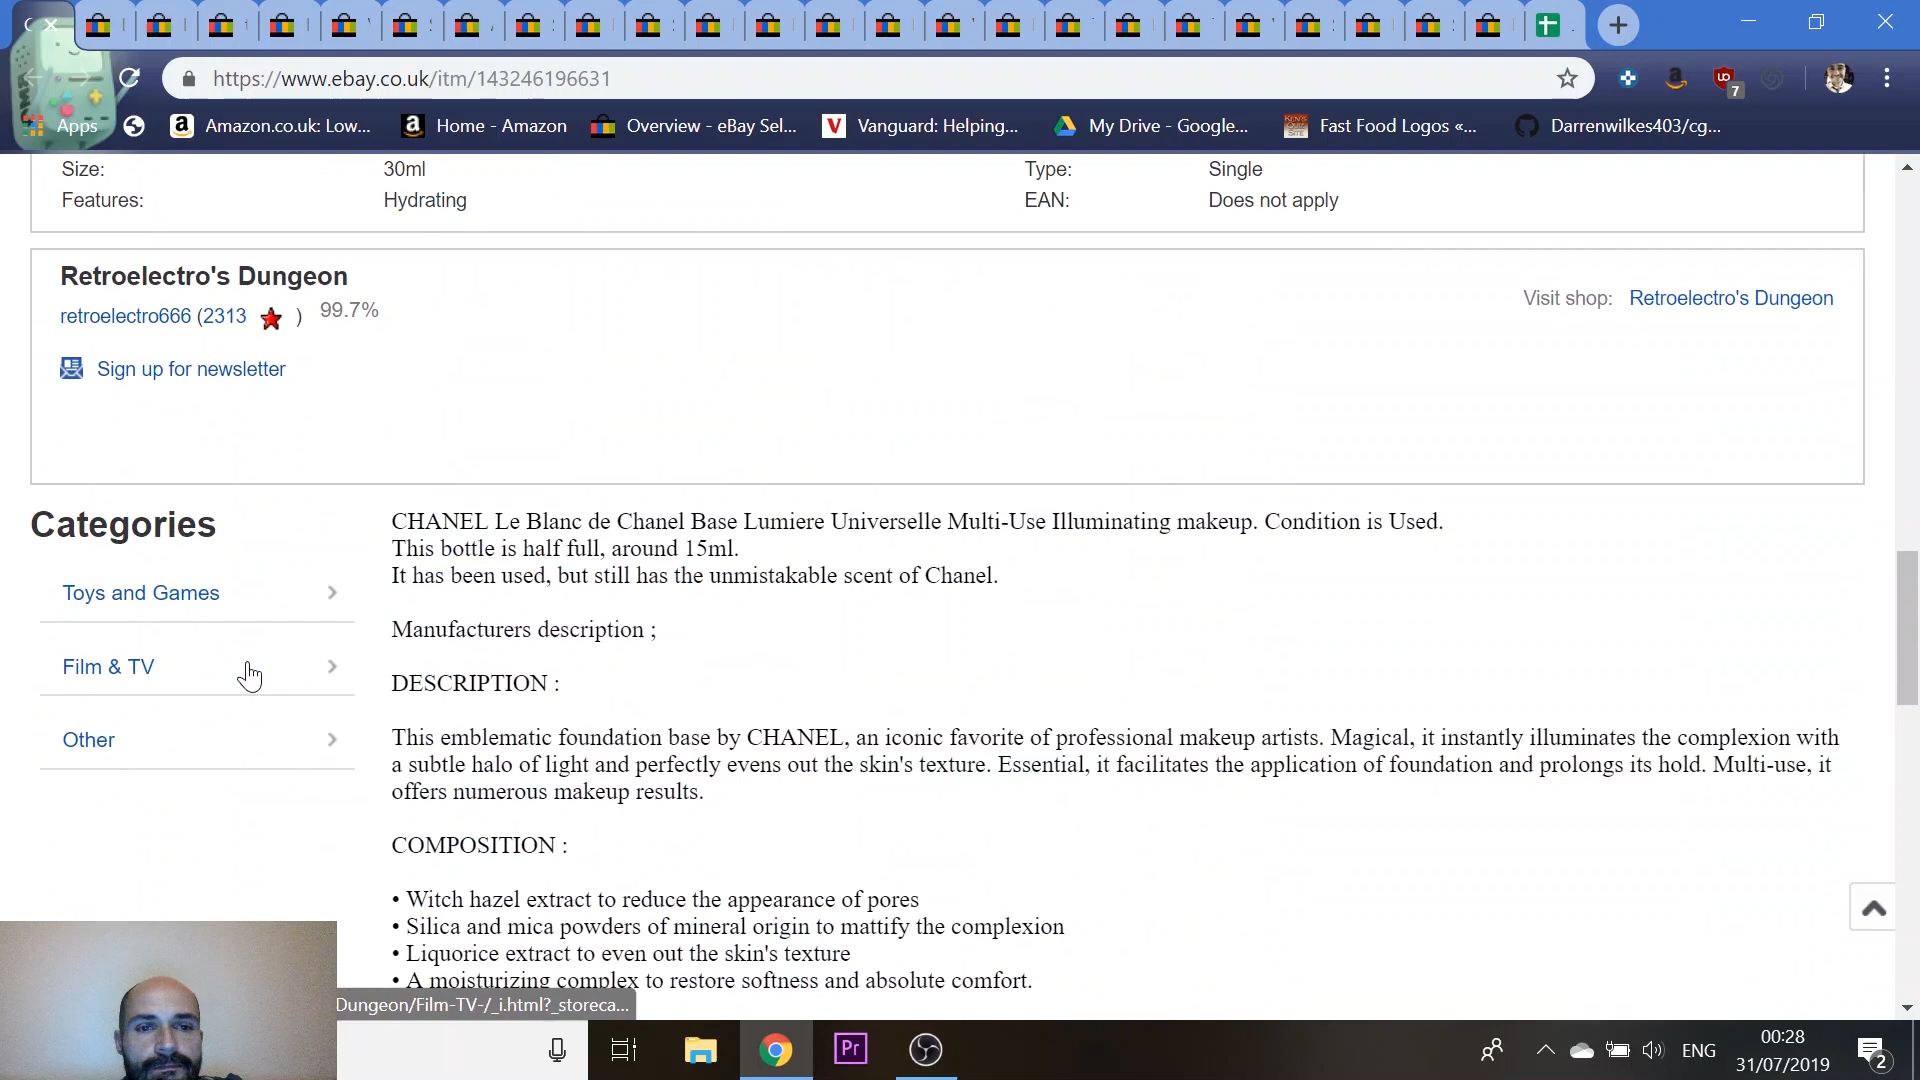 https://www.ebay.co.uk/itm/143246196631
7
Apps
Amazon.co.uk: Low...
Home - Amazon
Overview - eBay Sel...
Vanguard: Helping...
My Drive - Google...
Fast Food Logos «...
Darrenwilkes403/cg...
Size: 30ml Type: Single
Features: Hydrating EAN: Does not apply
Retroelectro's Dungeon
retroelectro666 (2313 ) 99.7%
Visit shop: Retroelectro's Dungeon
Sign up for newsletter
Categories
Toys and Games
Film & TV
Other
CHANEL Le Blanc de Chanel Base Lumiere Universelle Multi-Use Illuminating makeup. Condition is Used.
This bottle is half full, around 15ml.
It has been used, but still has the unmistakable scent of Chanel.
Manufacturers description ;
DESCRIPTION :
This emblematic foundation base by CHANEL, an iconic favorite of professional makeup artists. Magical, it instantly illuminates the complexion with
a subtle halo of light and perfectly evens out the skin's texture. Essential, it facilitates the application of foundation and prolongs its hold. Multi-use, it
offers numerous makeup results.
COMPOSITION :
• Witch hazel extract to reduce the appearance of pores
• Silica and mica powders of mineral origin to mattify the complexion
• Liquorice extract to even out the skin's texture
• A moisturizing complex to restore softness and absolute comfort.
Dungeon/Film-TV-/_i.html?_storeca...
Pr
ENG
00:28
31/07/2019
2